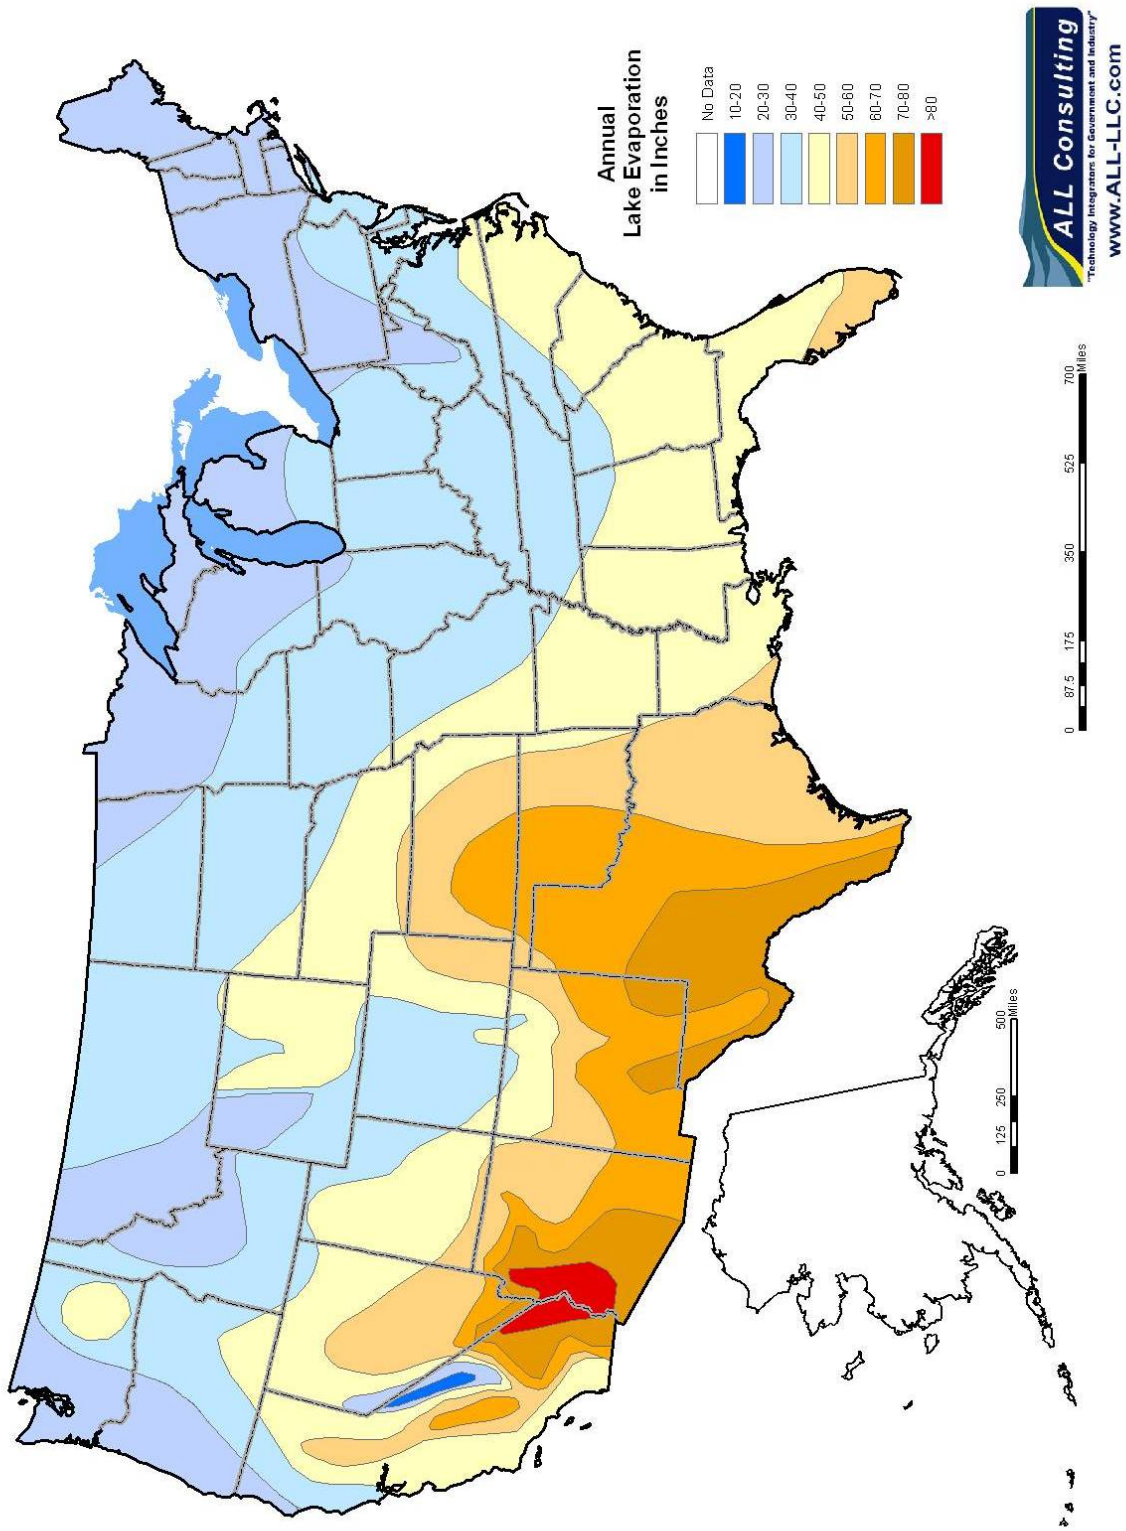 Annual
Lake Evaporation
in Inches
No Data
10-20
20-30
30-40
40-50
50-60
60-70
70-80
>80
ALL Consulting
"Technology Integrators for Government and Industry"
www.ALL-LLC.com
0 87.5 175 350 525 700
Miles
0 125 250 500
Miles